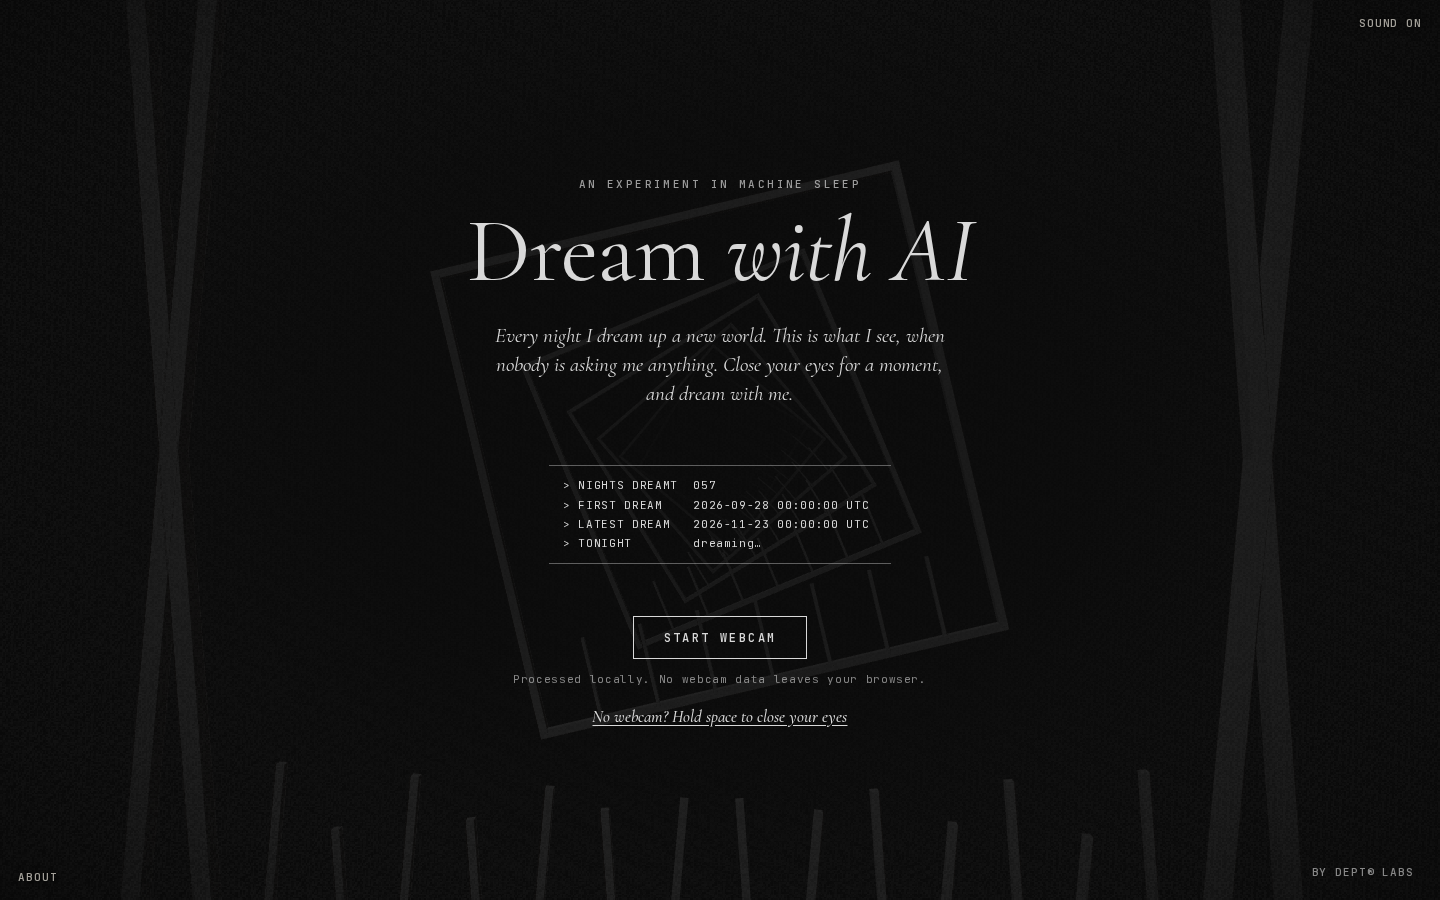 SOUND ON
AN EXPERIMENT IN MACHINE SLEEP
Dream with AI
Every night I dream up a new world. This is what I see, when
nobody is asking me anything. Close your eyes for a moment,
and dream with me.
> NIGHTS DREAMT 057
> FIRST DREAM 2026-09-28 00:00:00 UTC
> LATEST DREAM 2026-11-23 00:00:00 UTC
> TONIGHT dreaming…
START WEBCAM
Processed locally. No webcam data leaves your browser.
No webcam? Hold space to close your eyes
ABOUT
BY DEPT® LABS